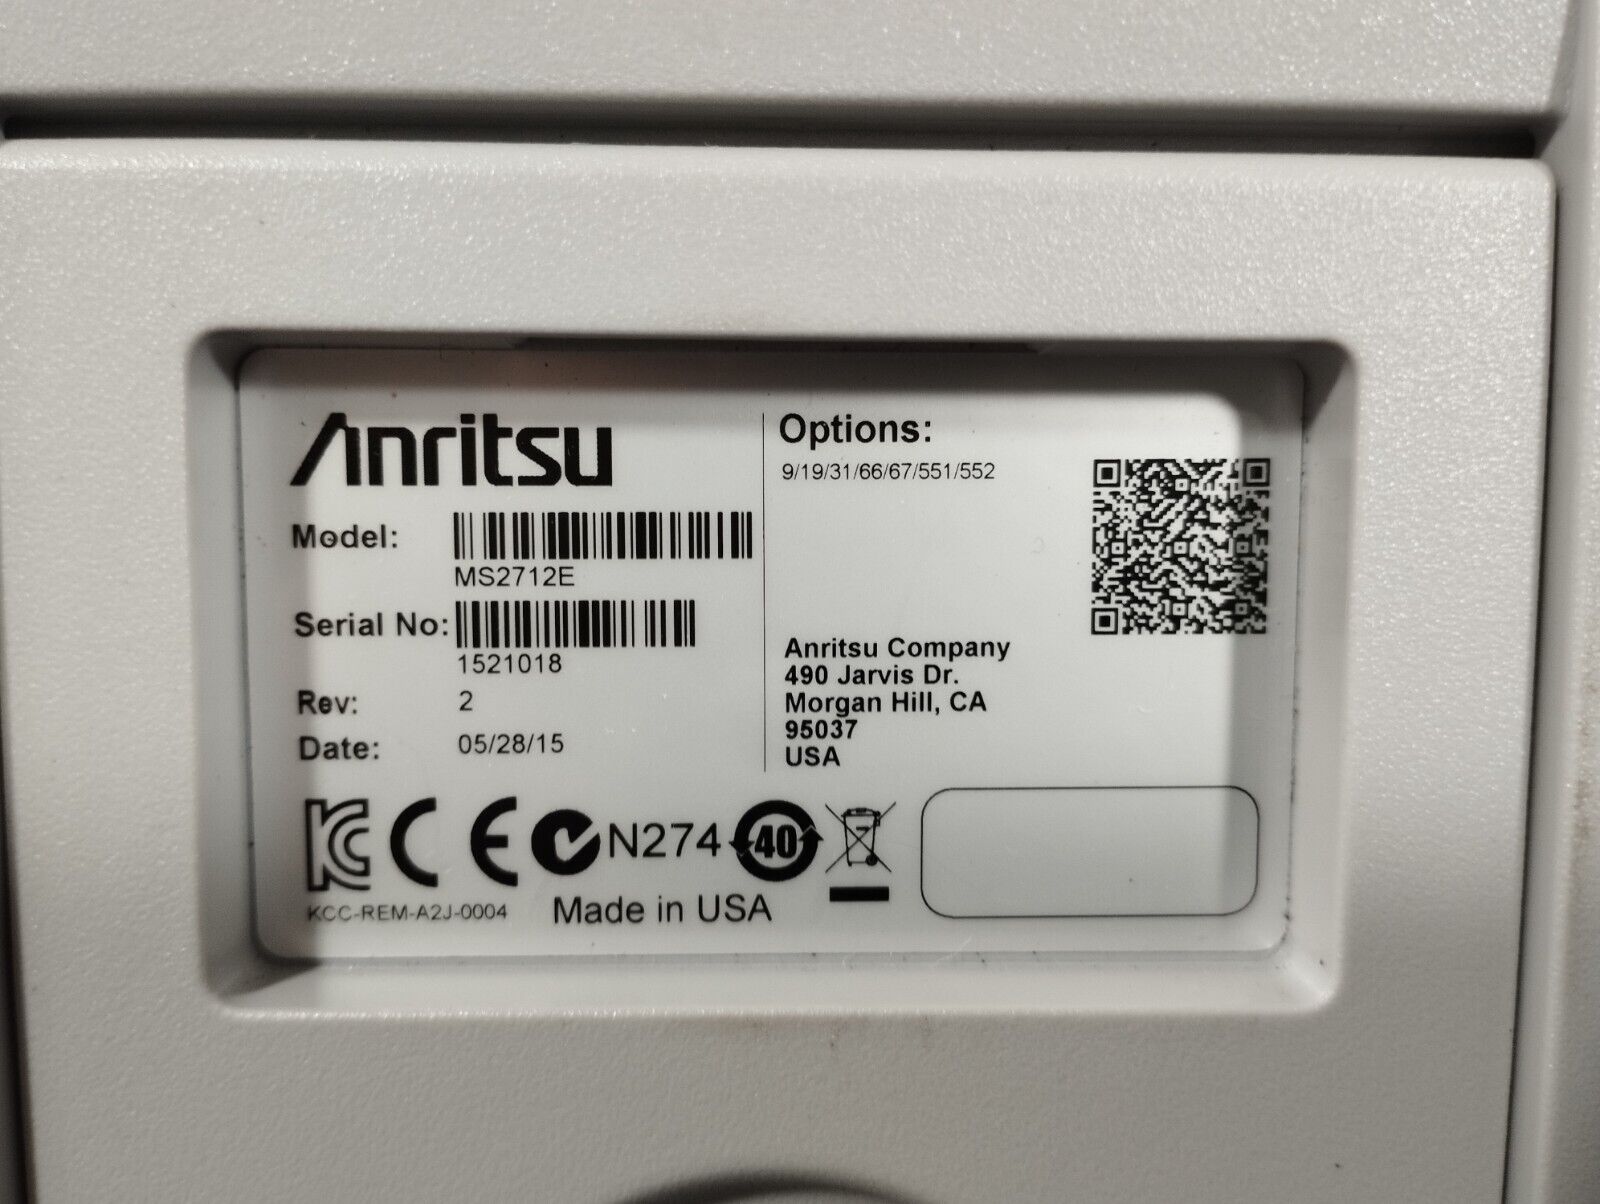 Anritsu
Model:
MS2712E
Serial No:
1521018
Rev: 2
Date: 05/28/15
Options:
9/19/31/66/67/551/552
Anritsu Company
490 Jarvis Dr.
Morgan Hill, CA
95037
USA
KC CE N274 40
KCC-REM-A2J-0004 Made in USA